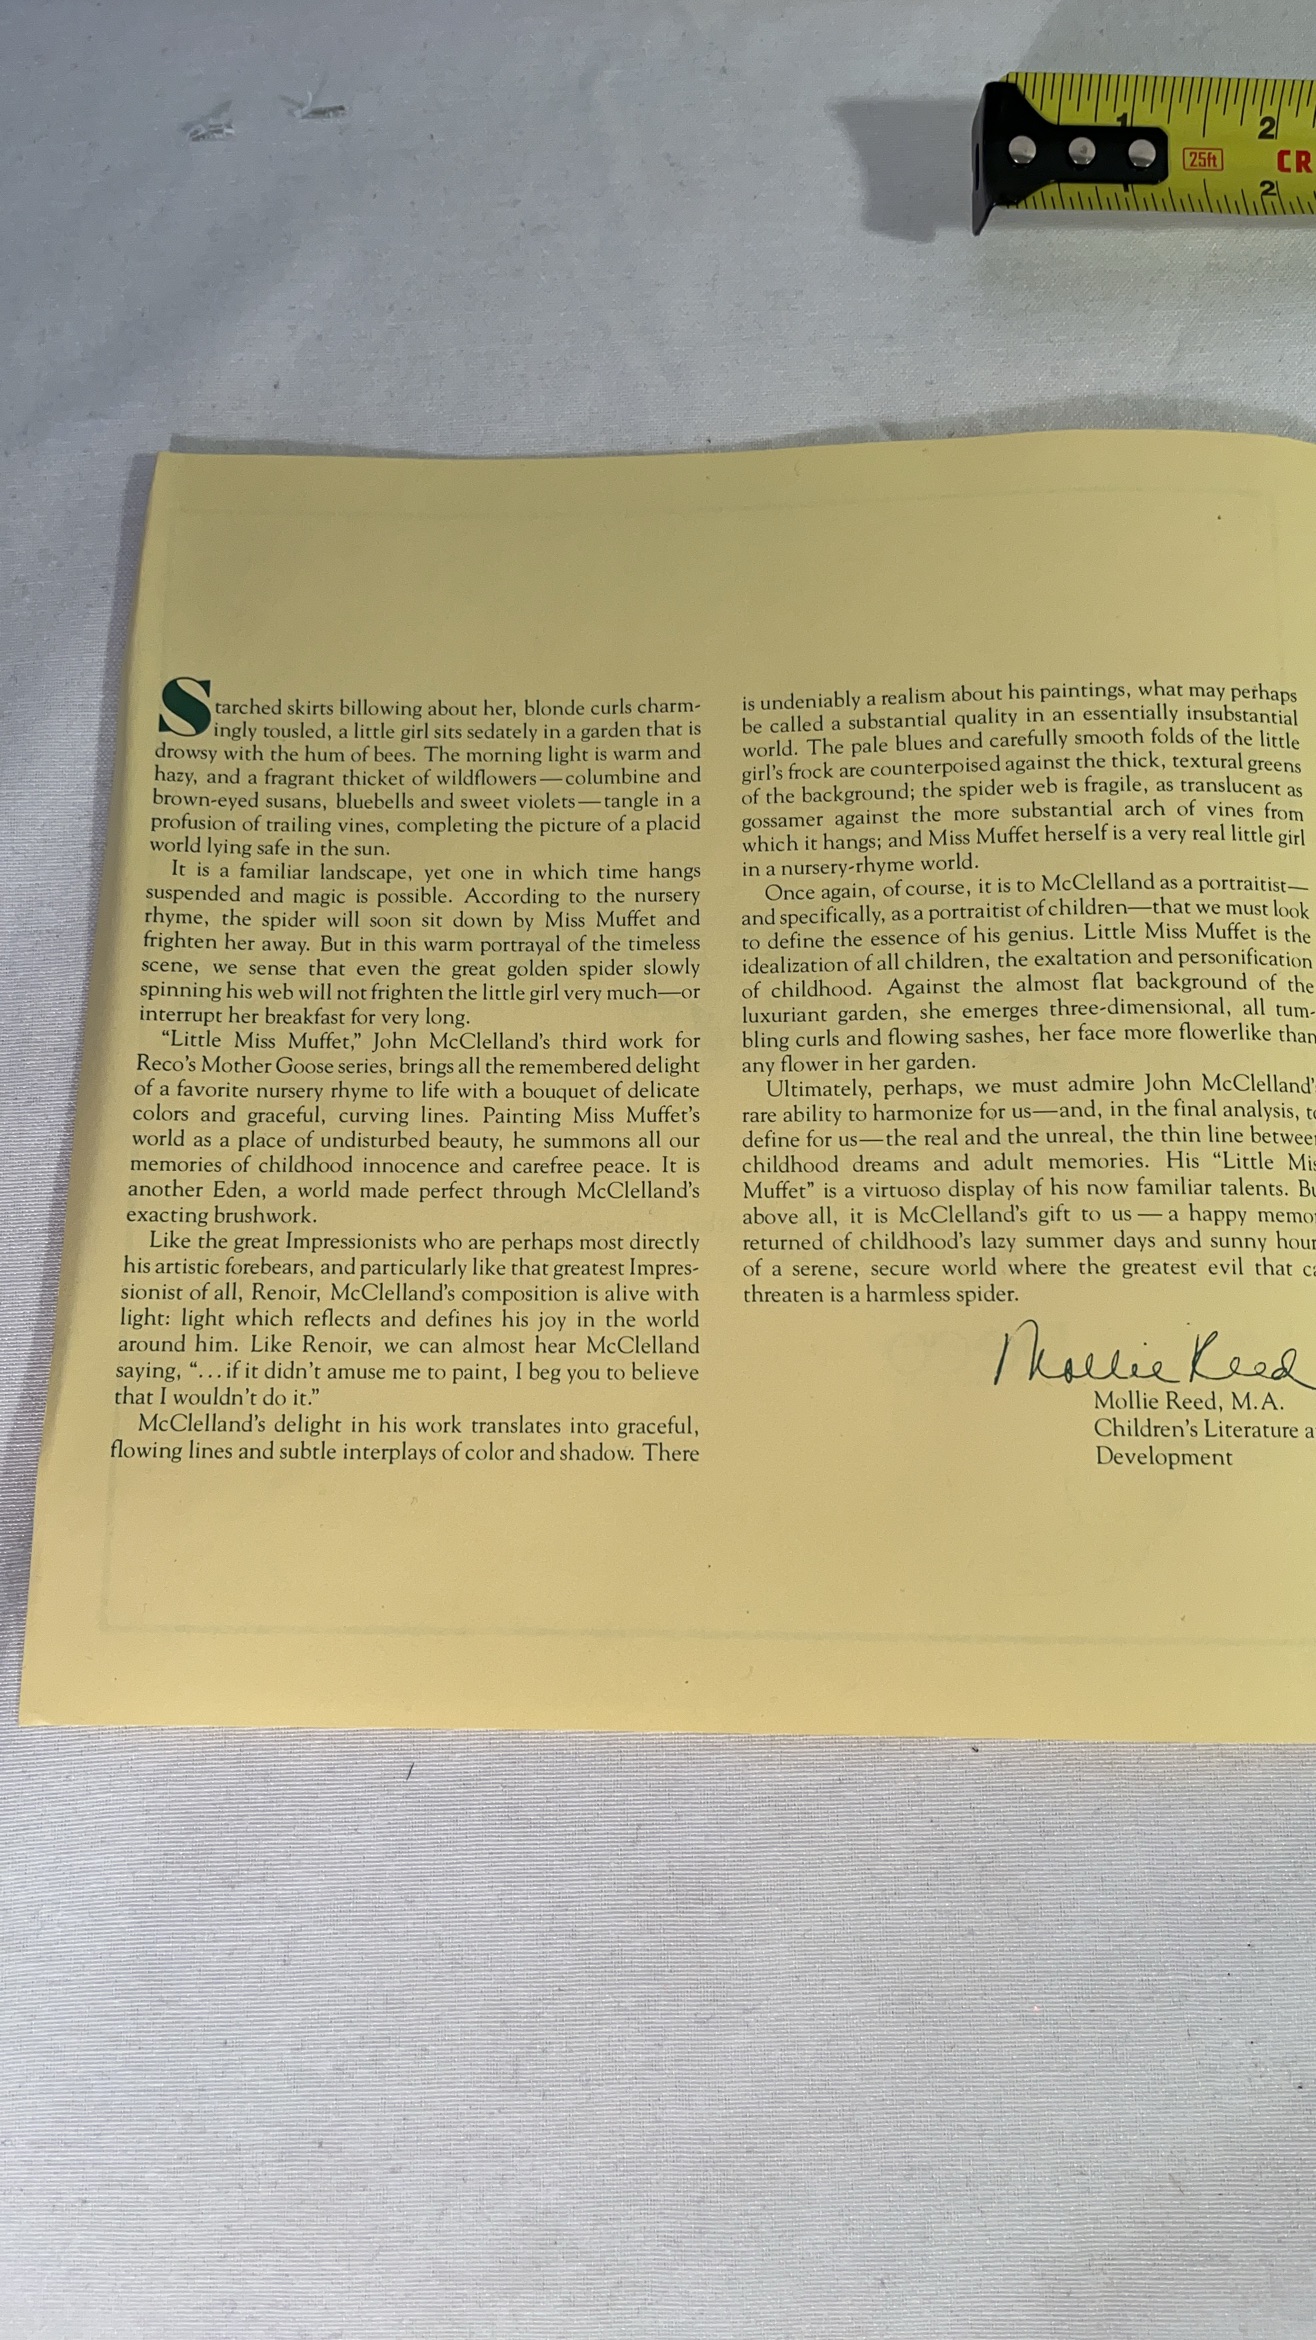 1 2
25ft CR
1 2
Starched skirts billowing about her, blonde curls charm-
ingly tousled, a little girl sits sedately in a garden that is
drowsy with the hum of bees. The morning light is warm and
hazy, and a fragrant thicket of wildflowers—columbine and
brown-eyed susans, bluebells and sweet violets—tangle in a
profusion of trailing vines, completing the picture of a placid
world lying safe in the sun.
It is a familiar landscape, yet one in which time hangs
suspended and magic is possible. According to the nursery
rhyme, the spider will soon sit down by Miss Muffet and
frighten her away. But in this warm portrayal of the timeless
scene, we sense that even the great golden spider slowly
spinning his web will not frighten the little girl very much—or
interrupt her breakfast for very long.
“Little Miss Muffet,” John McClelland’s third work for
Reco’s Mother Goose series, brings all the remembered delight
of a favorite nursery rhyme to life with a bouquet of delicate
colors and graceful, curving lines. Painting Miss Muffet’s
world as a place of undisturbed beauty, he summons all our
memories of childhood innocence and carefree peace. It is
another Eden, a world made perfect through McClelland’s
exacting brushwork.
Like the great Impressionists who are perhaps most directly
his artistic forebears, and particularly like that greatest Impres-
sionist of all, Renoir, McClelland’s composition is alive with
light: light which reflects and defines his joy in the world
around him. Like Renoir, we can almost hear McClelland
saying, “...if it didn’t amuse me to paint, I beg you to believe
that I wouldn’t do it.”
McClelland’s delight in his work translates into graceful,
flowing lines and subtle interplays of color and shadow. There
is undeniably a realism about his paintings, what may perhaps
be called a substantial quality in an essentially insubstantial
world. The pale blues and carefully smooth folds of the little
girl’s frock are counterpoised against the thick, textural greens
of the background; the spider web is fragile, as translucent as
gossamer against the more substantial arch of vines from
which it hangs; and Miss Muffet herself is a very real little girl
in a nursery-rhyme world.
Once again, of course, it is to McClelland as a portraitist—
and specifically, as a portraitist of children—that we must look
to define the essence of his genius. Little Miss Muffet is the
idealization of all children, the exaltation and personification
of childhood. Against the almost flat background of the
luxuriant garden, she emerges three-dimensional, all tum-
bling curls and flowing sashes, her face more flowerlike than
any flower in her garden.
Ultimately, perhaps, we must admire John McClelland’
rare ability to harmonize for us—and, in the final analysis,
define for us—the real and the unreal, the thin line
childhood dreams and adult memories. His “Little
Muffet” is a virtuoso display of his now familiar talents.
above all, it is McClelland’s gift to us — a happy
returned of childhood’s lazy summer days and sunny
of a serene, secure world where the greatest evil that
threaten is a harmless spider.
Mollie Reed
Mollie Reed, M.A.
Children’s Literature
Development